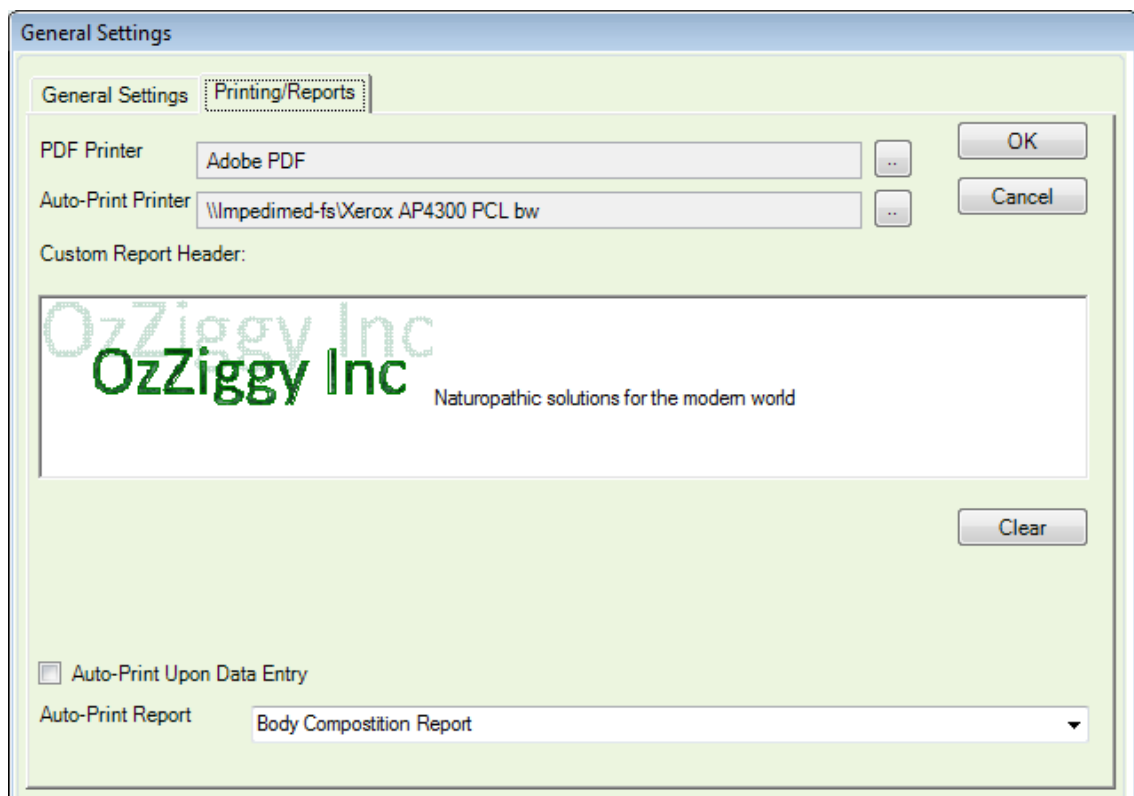 General Settings
General Settings
Printing/Reports
PDF Printer
Adobe PDF
..
OK
Auto-Print Printer
\\Impedimed-fs\Xerox AP4300 PCL bw
..
Cancel
Custom Report Header:
OzZiggy Inc
OzZiggy Inc
Naturopathic solutions for the modern world
Clear
Auto-Print Upon Data Entry
Auto-Print Report
Body Compostition Report